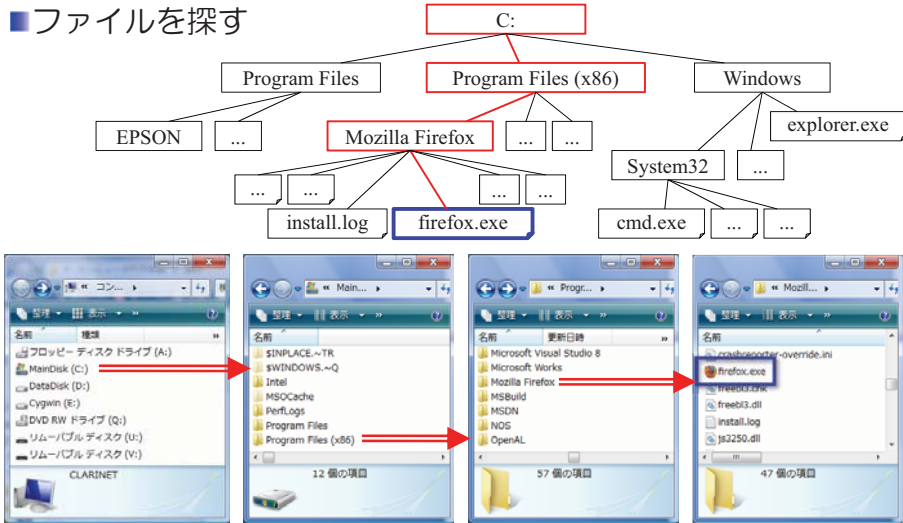 ■ファイルを探す
C:
Program Files
Program Files (x86)
Windows
EPSON
...
Mozilla Firefox
...
...
explorer.exe
System32
...
...
...
...
...
install.log
firefox.exe
cmd.exe
...
...
« コン...
整理
表示
»
名前
種類
»
フロッピー ディスク ドライブ (A:)
MainDisk (C:)
DataDisk (D:)
Cygwin (E:)
DVD RW ドライブ (Q:)
リムーバブル ディスク (U:)
リムーバブル ディスク (V:)
CLARINET
« Main...
整理
表示
»
名前
$INPLACE.~TR
$WINDOWS.~Q
Intel
MSOCache
PerfLogs
Program Files
Program Files (x86)
12 個の項目
« Progr...
整理
表示
»
名前
更新日時
»
Microsoft Visual Studio 8
Microsoft Works
Mozilla Firefox
MSBuild
MSDN
NOS
OpenAL
57 個の項目
« Mozill...
整理
表示
»
名前
crashreporter-override.ini
firefox.exe
freebl3.chk
freebl3.dll
install.log
js3250.dll
47 個の項目